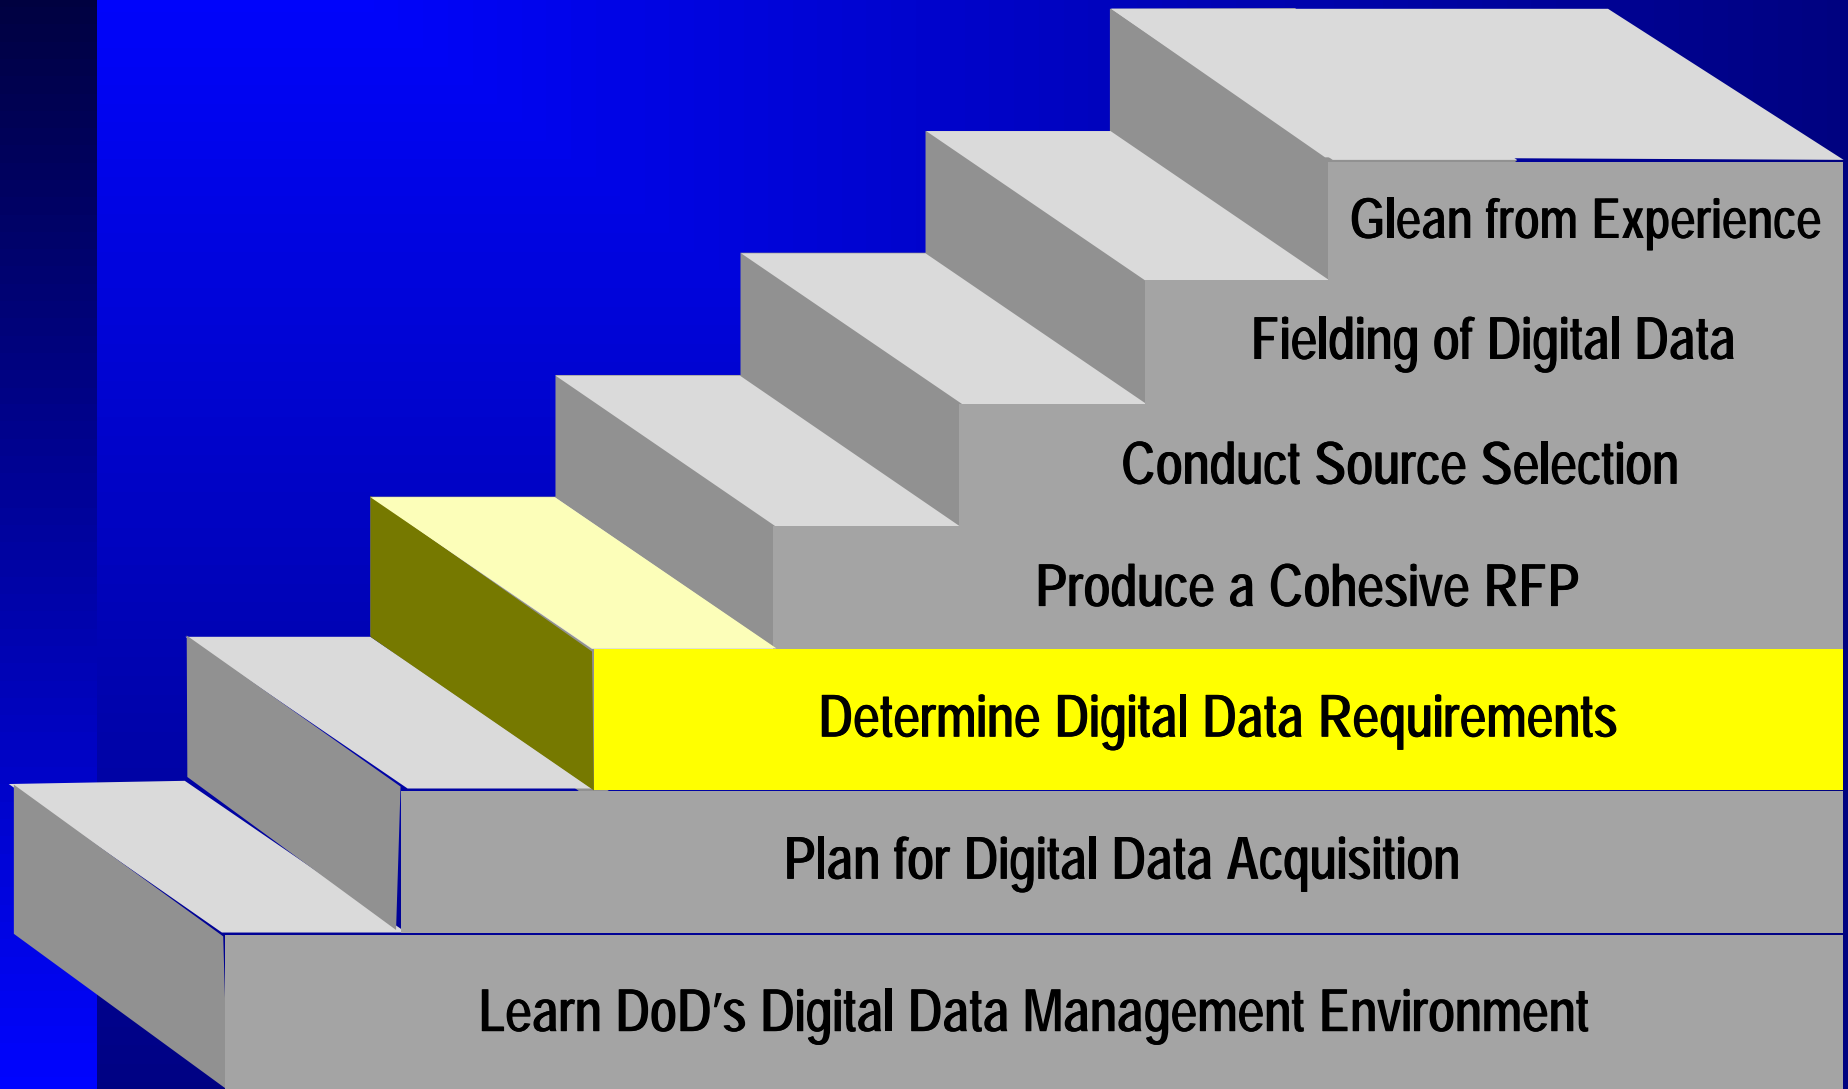 Glean from Experience
Fielding of Digital Data
Conduct Source Selection
Produce a Cohesive RFP
Determine Digital Data Requirements
Plan for Digital Data Acquisition
Learn DoD's Digital Data Management Environment